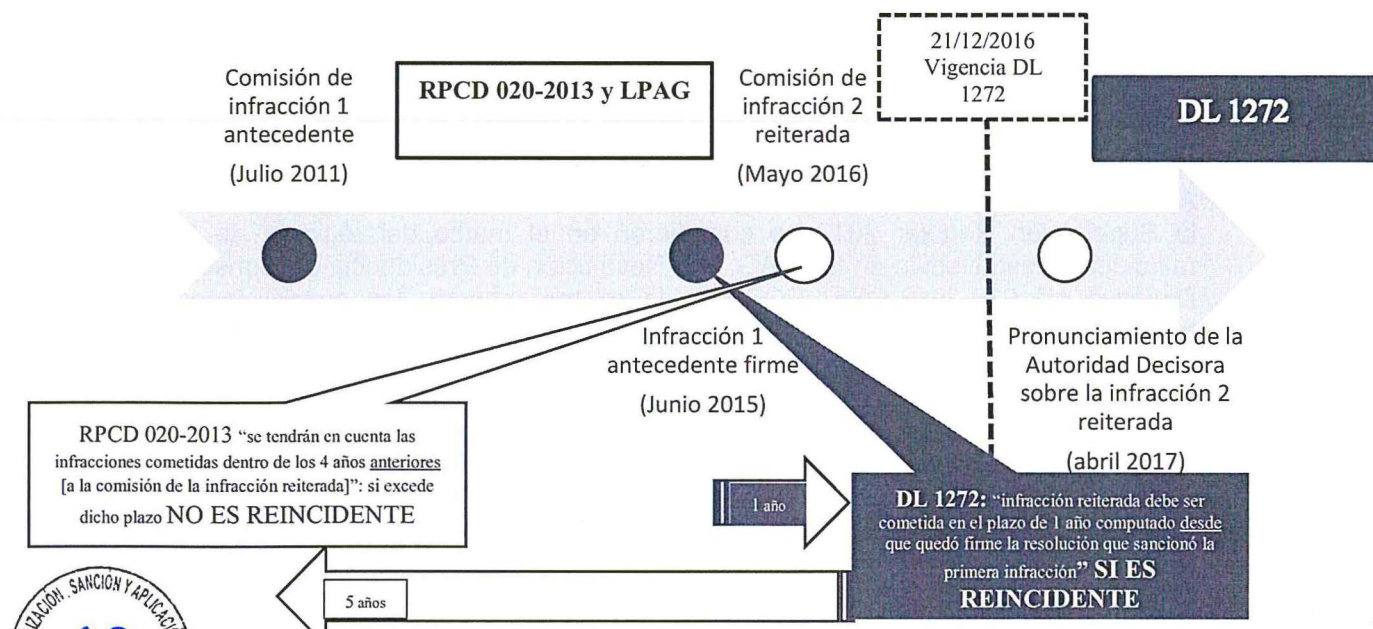 21/12/2016
Vigencia DL
1272
Comisión de
infracción 1
antecedente
(Julio 2011)
RPCD 020-2013 y LPAG
Comisión de
infracción 2
reiterada
(Mayo 2016)
DL 1272
Infracción 1
antecedente firme
(Junio 2015)
Pronunciamiento de la
Autoridad Decisora
sobre la infracción 2
reiterada
(abril 2017)
RPCD 020-2013 “se tendrán en cuenta las
infracciones cometidas dentro de los 4 años anteriores
[a la comisión de la infracción reiterada]”: si excede
dicho plazo NO ES REINCIDENTE
1 año
DL 1272: “infracción reiterada debe ser
cometida en el plazo de 1 año computado desde
que quedó firme la resolución que sancionó la
primera infracción” SI ES
REINCIDENTE
5 años
SANCIÓN Y